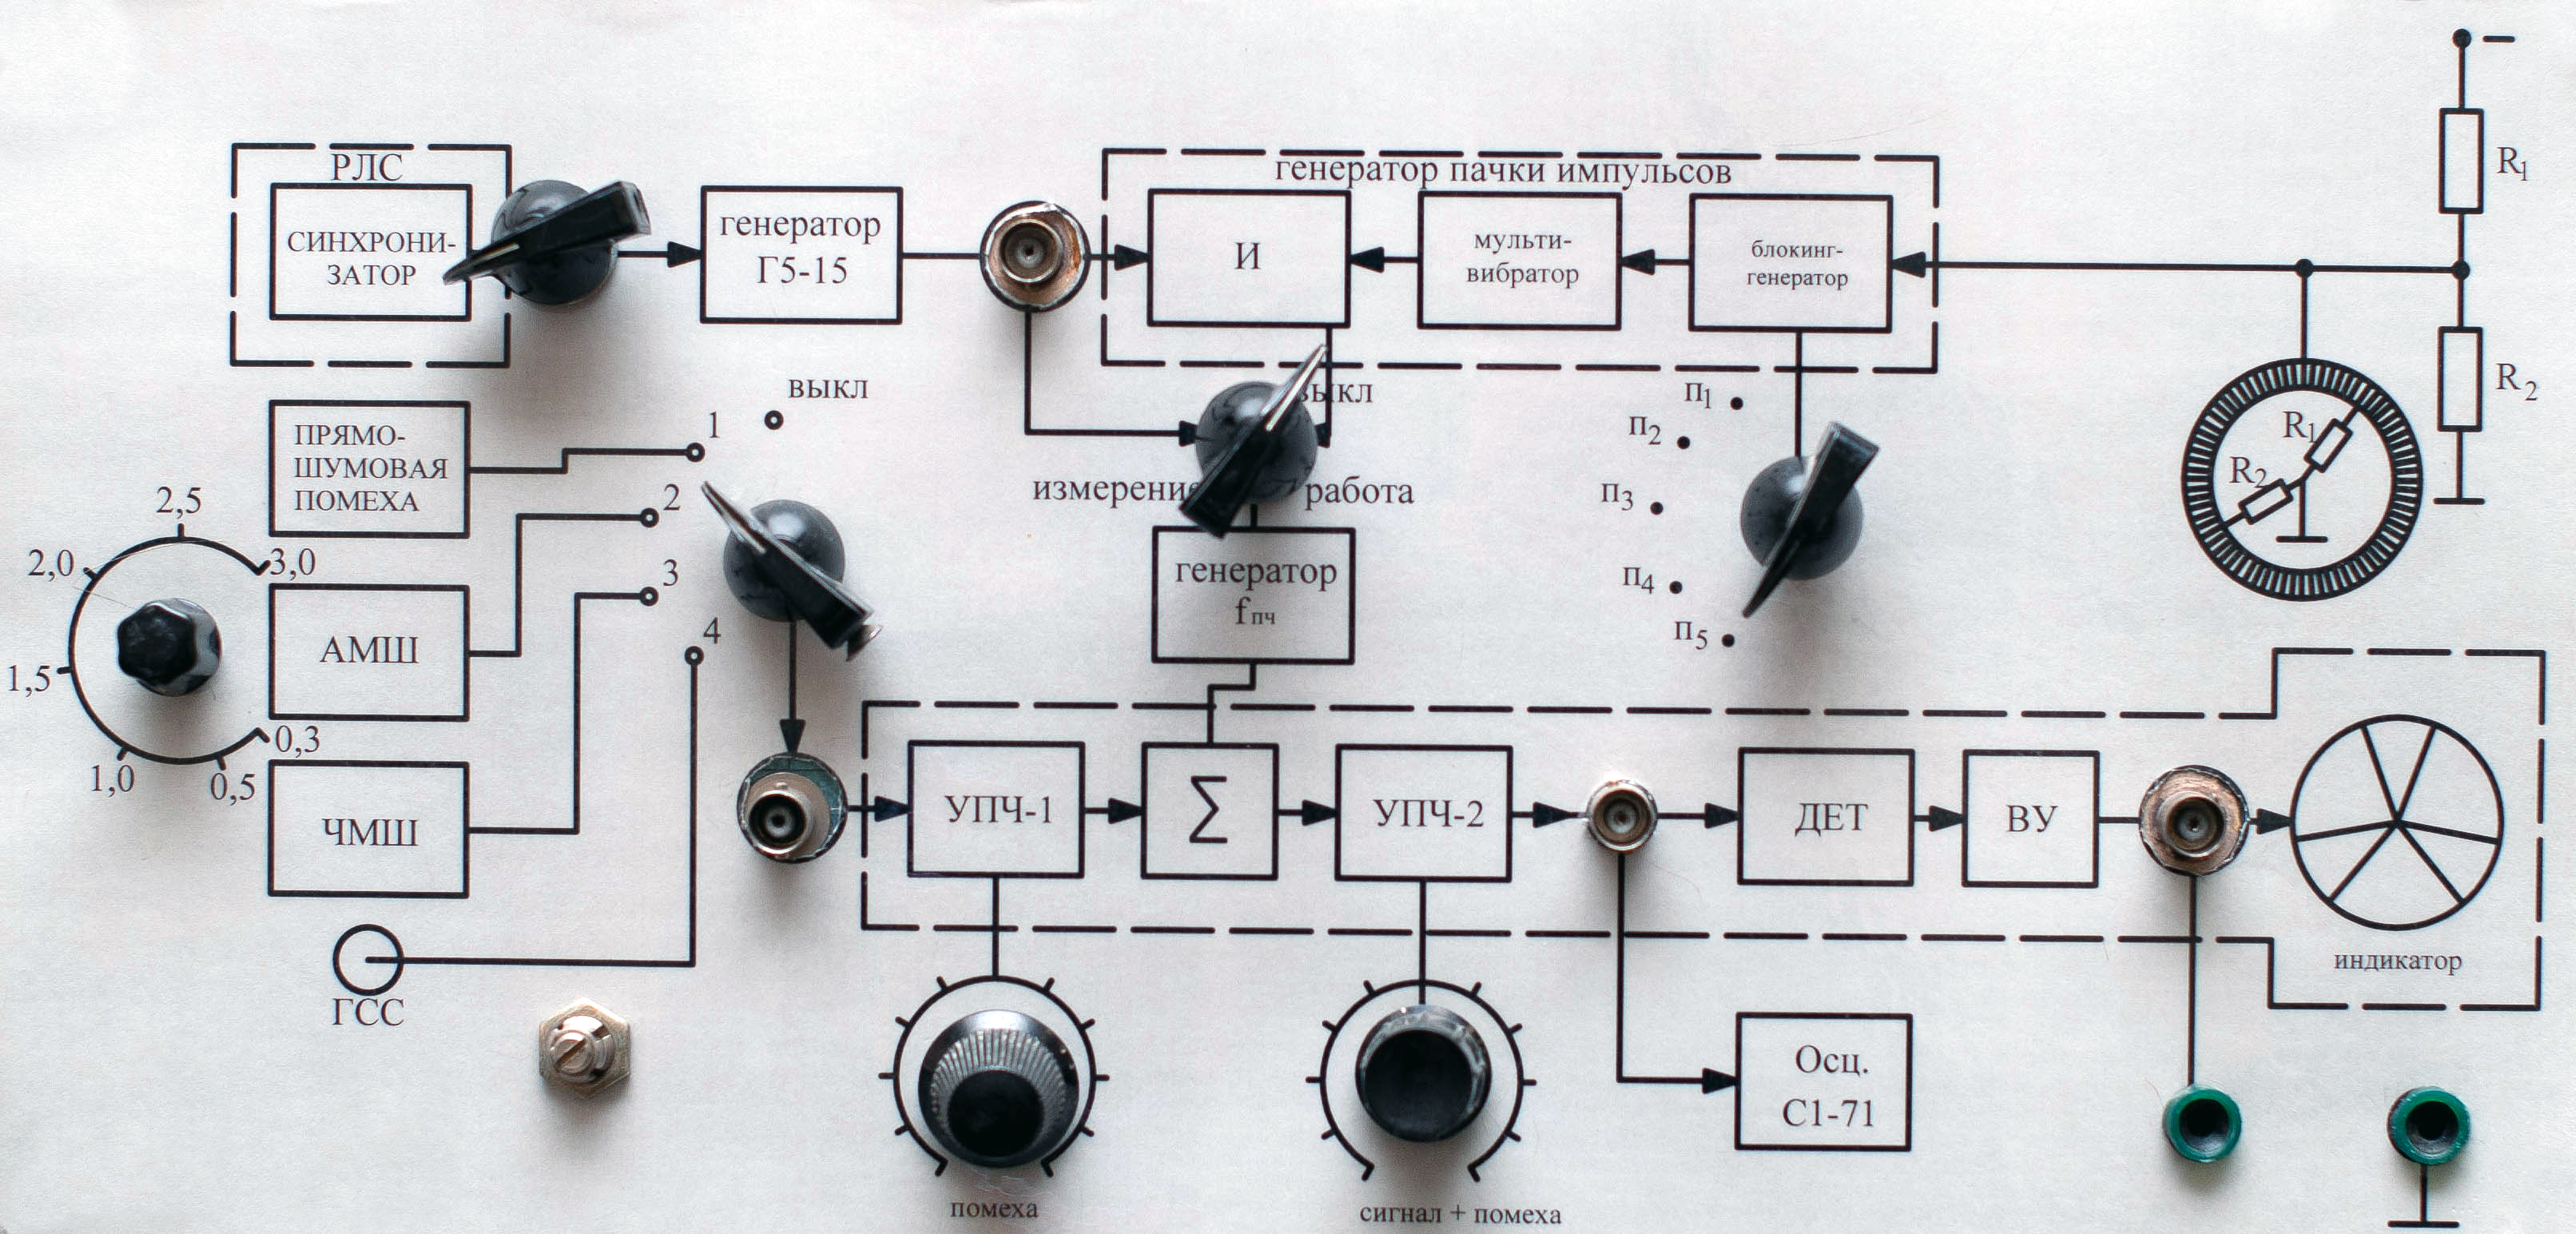 РЛС
СИНХРОНИ-
ЗАТОР
генератор
Г5-15
генератор пачки импульсов
И
мульти-
вибратор
блокинг-
генератор
R1
R2
R1
R2
ПРЯМО-
ШУМОВАЯ
ПОМЕХА
выкл
1
2
3
4
выкл
измерение
работа
п1
п2
п3
п4
п5
2,5
2,0
3,0
1,5
0,3
1,0
0,5
АМШ
ЧМШ
ГСС
генератор
fпч
УПЧ-1
Σ
УПЧ-2
ДЕТ
ВУ
индикатор
Осц.
С1-71
помеха
сигнал + помеха